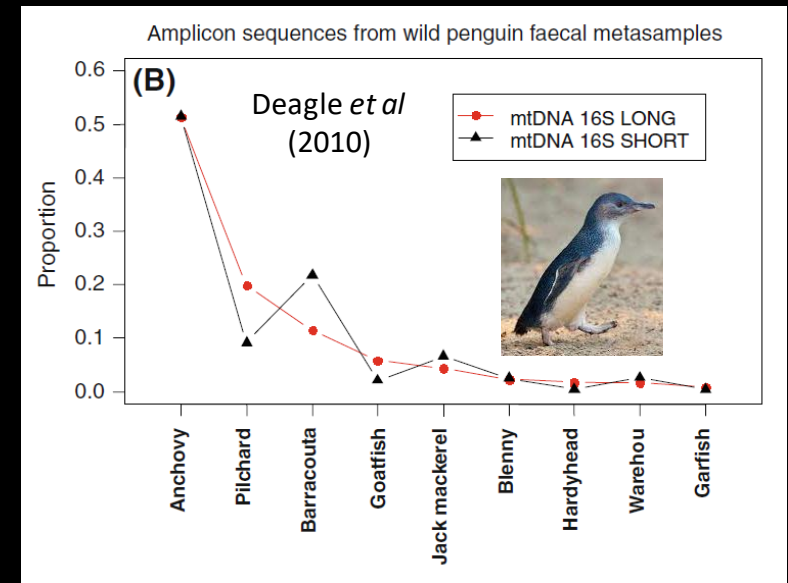 Amplicon sequences from wild penguin faecal metasamples
(B)
Deagle et al
(2010)
mtDNA 16S LONG
mtDNA 16S SHORT
Proportion
0.6
0.5
0.4
0.3
0.2
0.1
0.0
Anchovy
Pilchard
Barracouta
Goatfish
Jack mackerel
Blenny
Hardyhead
Warehou
Garfish